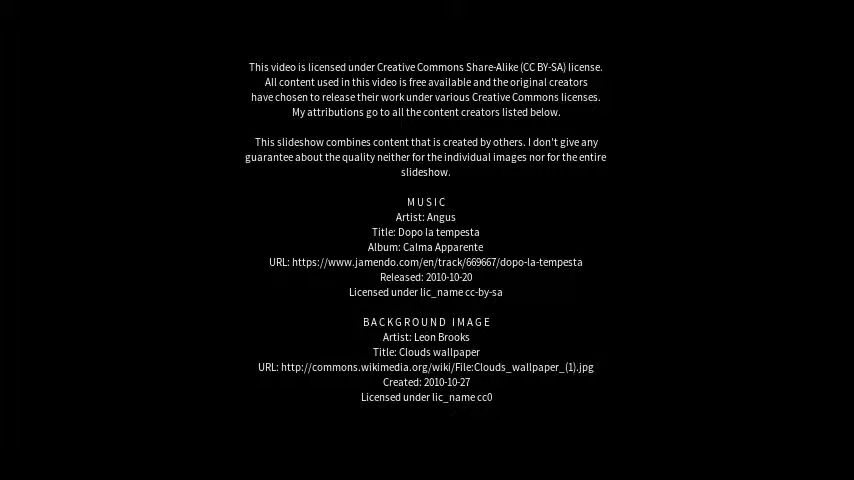 This video is licensed under Creative Commons Share-Alike (CC BY-SA) license.
All content used in this video is free available and the original creators
have chosen to release their work under various Creative Commons licenses.
My attributions go to all the content creators listed below.
This slideshow combines content that is created by others. I don't give any
guarantee about the quality neither for the individual images nor for the entire
slideshow.
MUSIC
Artist: Angus
Title: Dopo la tempesta
Album: Calma Apparente
URL: https://www.jamendo.com/en/track/669667/dopo-la-tempesta
Released: 2010-10-20
Licensed under lic_name cc-by-sa
BACKGROUND IMAGE
Artist: Leon Brooks
Title: Clouds wallpaper
URL: http://commons.wikimedia.org/wiki/File:Clouds_wallpaper_(1).jpg
Created: 2010-10-27
Licensed under lic_name cc0